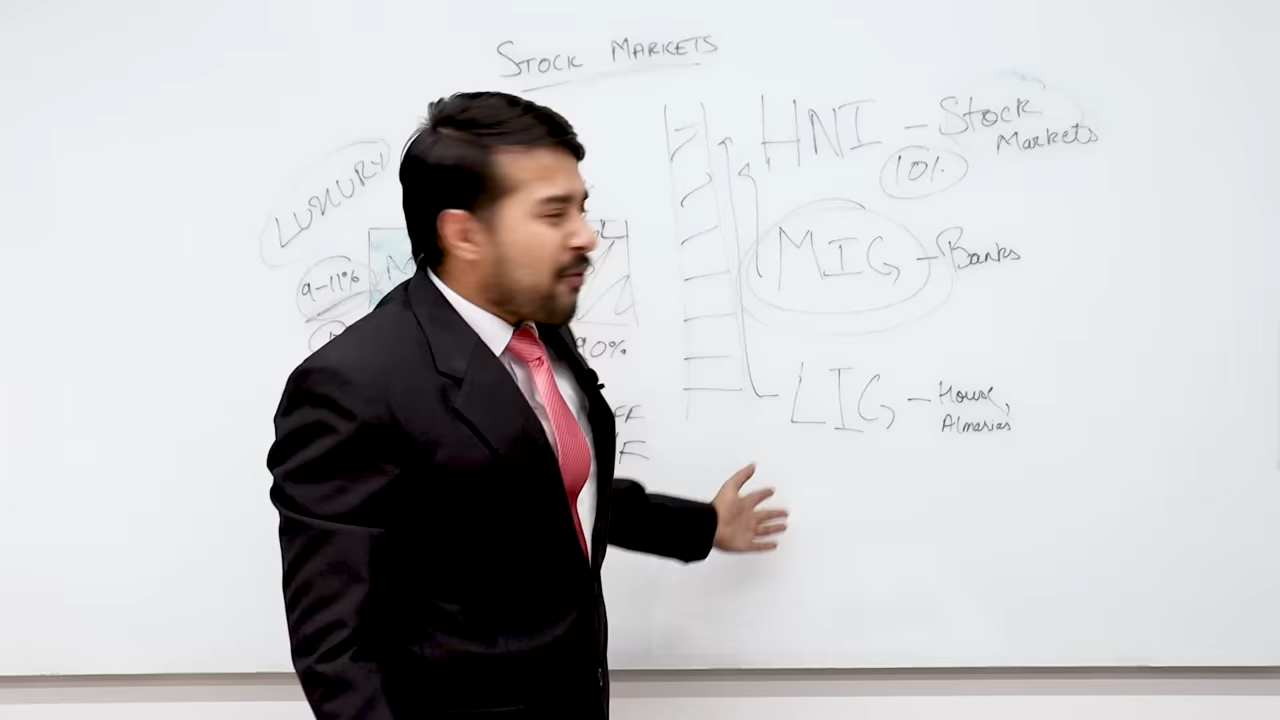 STOCK MARKETS
LUXURY
9-11%
90%
HNI - Stock
Markets
10%
MIG - Banks
LIG - House,
Almarias